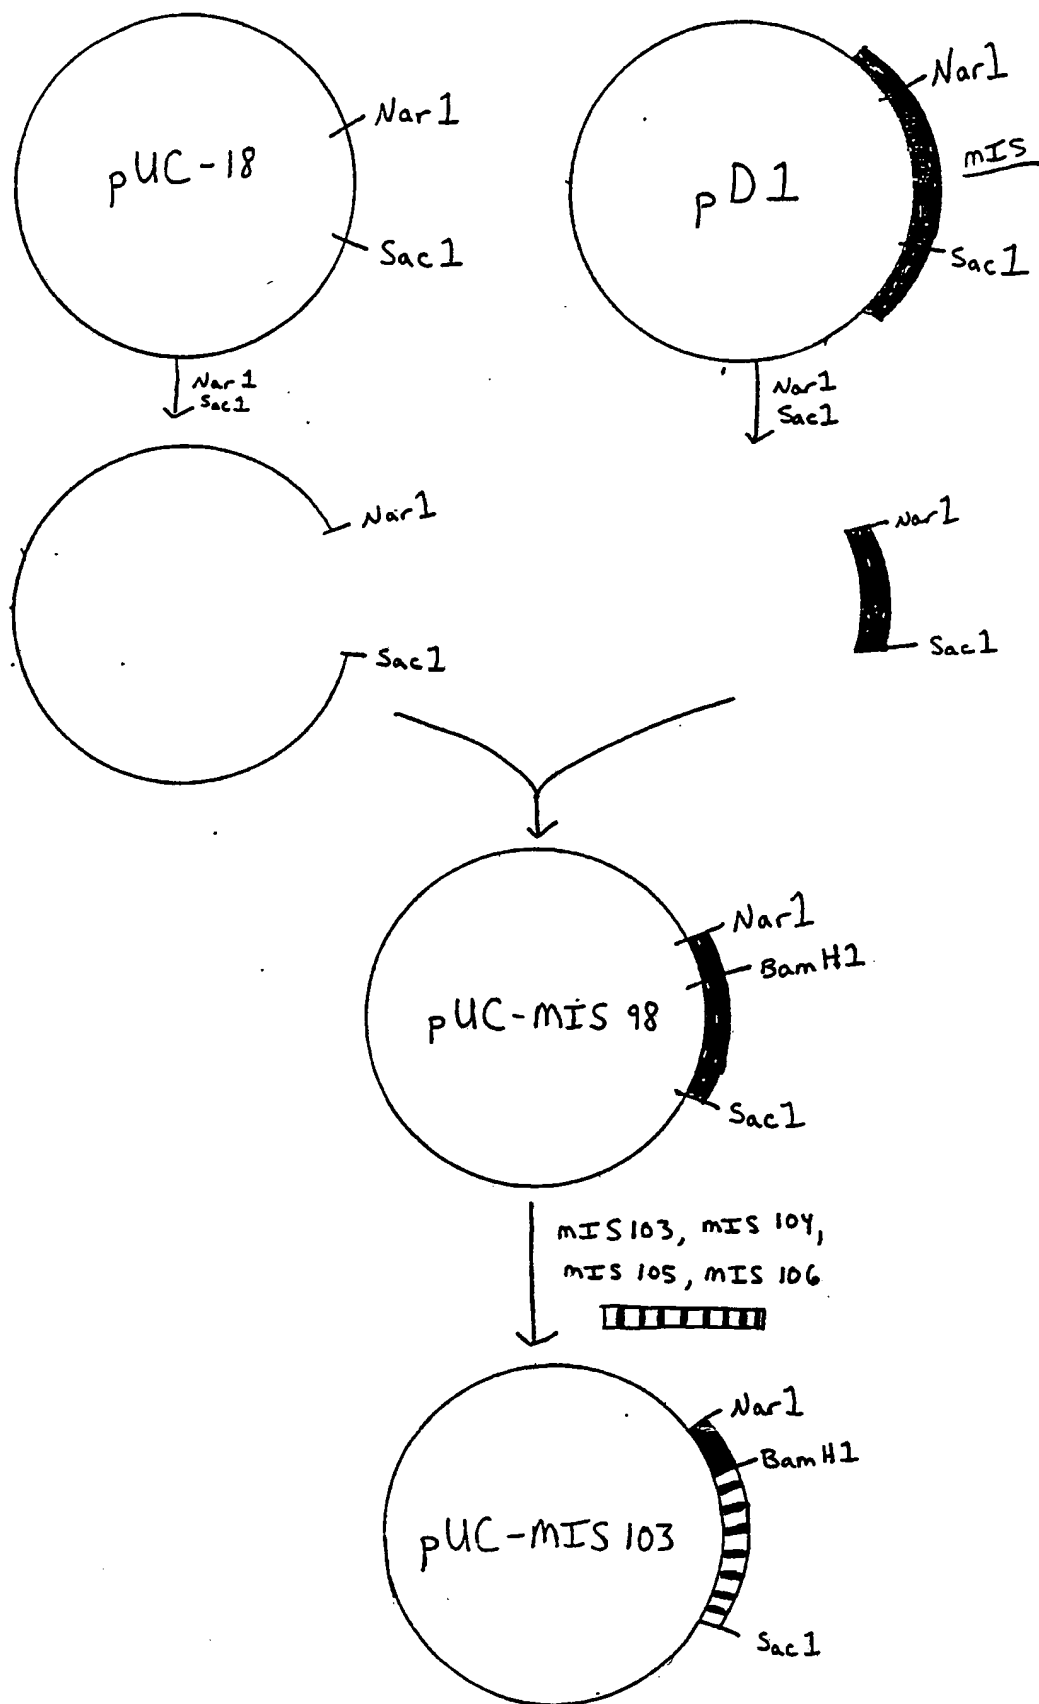 Nar1
pUC-18
Sac1
Nar1
Sac1
Nar1
mIS
pD1
Sac1
Nar1
Sac1
Nar1
Sac1
Nar1
Sac1
Nar1
BamH1
pUC-mIS 98
Sac1
mIS103, mIS 104,
mIS 105, mIS 106
Nar1
BamH1
pUC-mIS 103
Sac1